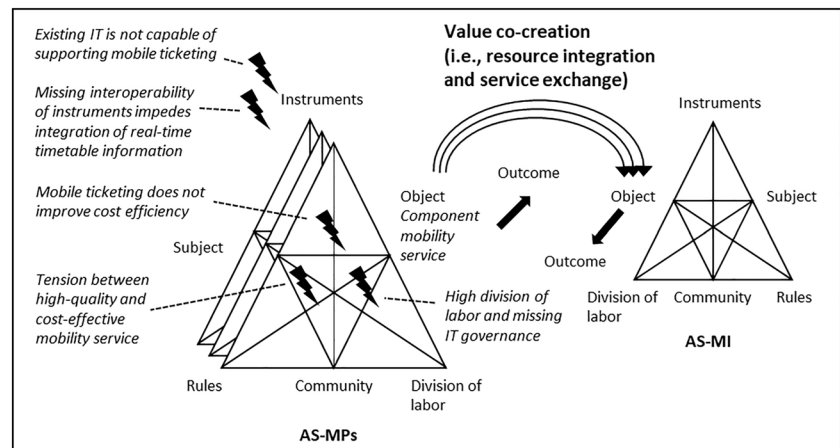 Existing IT is not capable of
supporting mobile ticketing
Missing interoperability
of instruments impedes
integration of real-time
timetable information
Mobile ticketing does not
improve cost efficiency
Tension between
high-quality and
cost-effective
mobility service
Instruments
Subject
Rules
Community
Division of
labor
AS-MPs
Value co-creation
(i.e., resource integration
and service exchange)
Object
Component
mobility
service
Outcome
High division of
labor and missing
IT governance
Outcome
Object
Instruments
Subject
Division of
labor
Community
Rules
AS-MI